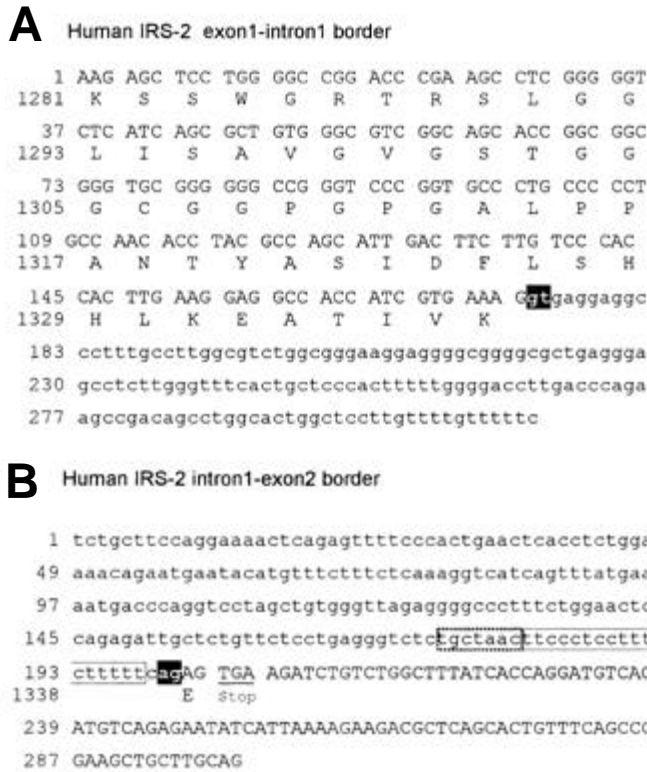 A Human IRS-2 exon1-intron1 border
1 AAG AGC TCC TGG GGC CGG ACC CGA AGC CTC GGG GGT
1281 K S S W G R T R S L G G
37 CTC ATC AGC GCT GTG GGC GTC GGC AGC ACC GGC GGC
1293 L I S A V G V G S T G G
73 GGG TGC GGG GGG CCG GGT CCC GGT GCC CTG CCC CCT
1305 G C G G P G P G A L P P
109 GCC AAC ACC TAC GCC AGC ATT GAC TTC TTG TCC CAC
1317 A N T Y A S I D F L S H
145 CAC TTG AAG GAG GCC ACC ATC GTG AAA Ggtgaggaggc
1329 H L K E A T I V K
183 cctttgccttggcgtctggcgggaaggaggggcggggcgctgaggga
230 gcctcttgggtttcactgctcccactttttggggaccttgacccaga
277 agccgacagcctggcactggctccttgttttgtttttc
B Human IRS-2 intron1-exon2 border
1 tctgcttccaggaaaactcagagttttcccactgaactcacctctgga
49 aaacagaatgaatacatgtttctttctcaaaggtcatcagtttatgaa
97 aatgacccaggtcctagctgtgggttagaggggccctttctggaactc
145 cagagattgctctgttctcctgagggtctctgctaacttccctccttt
193 ctttttcagAG TGA AGATCTGTCTGGCTTTATCACCAGGATGTCAG
1338 E Stop
239 ATGTCAGAGAATATCATTAAAAGAAGACGCTCAGCACTGTTTCAGCCC
287 GAAGCTGCTTGCAG